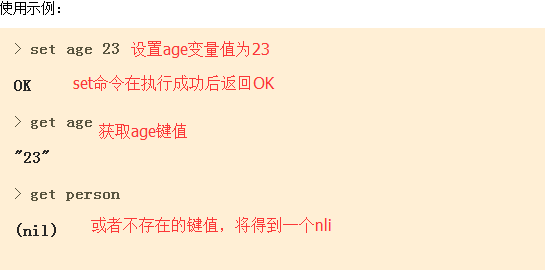 使用示例：
> set age 23 设置age变量值为23
OK set命令在执行成功后返回OK
> get age 获取age键值
"23"
> get person
(nil) 或者不存在的键值，将得到一个nli